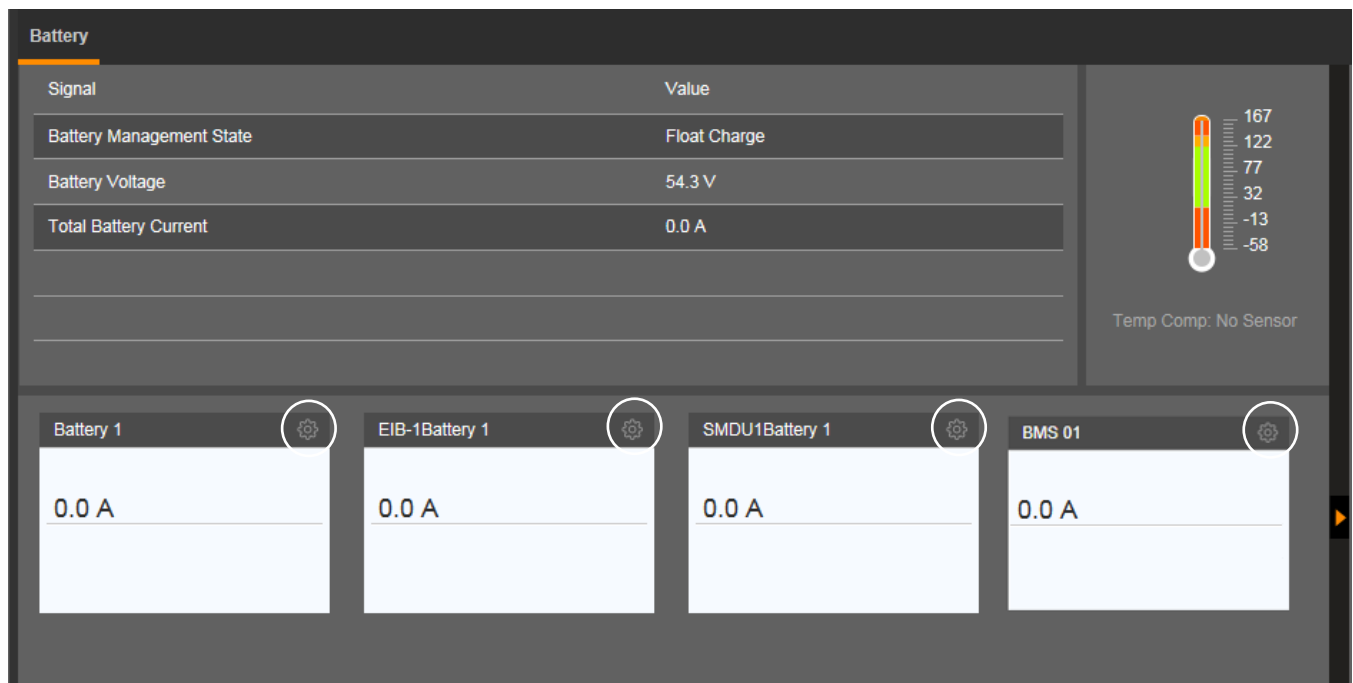 Battery
Signal Value
Battery Management State Float Charge
Battery Voltage 54.3 V
Total Battery Current 0.0 A
167
122
77
32
-13
-58
Temp Comp: No Sensor
Battery 1 EIB-1Battery 1 SMDU1Battery 1 BMS 01
0.0 A 0.0 A 0.0 A 0.0 A